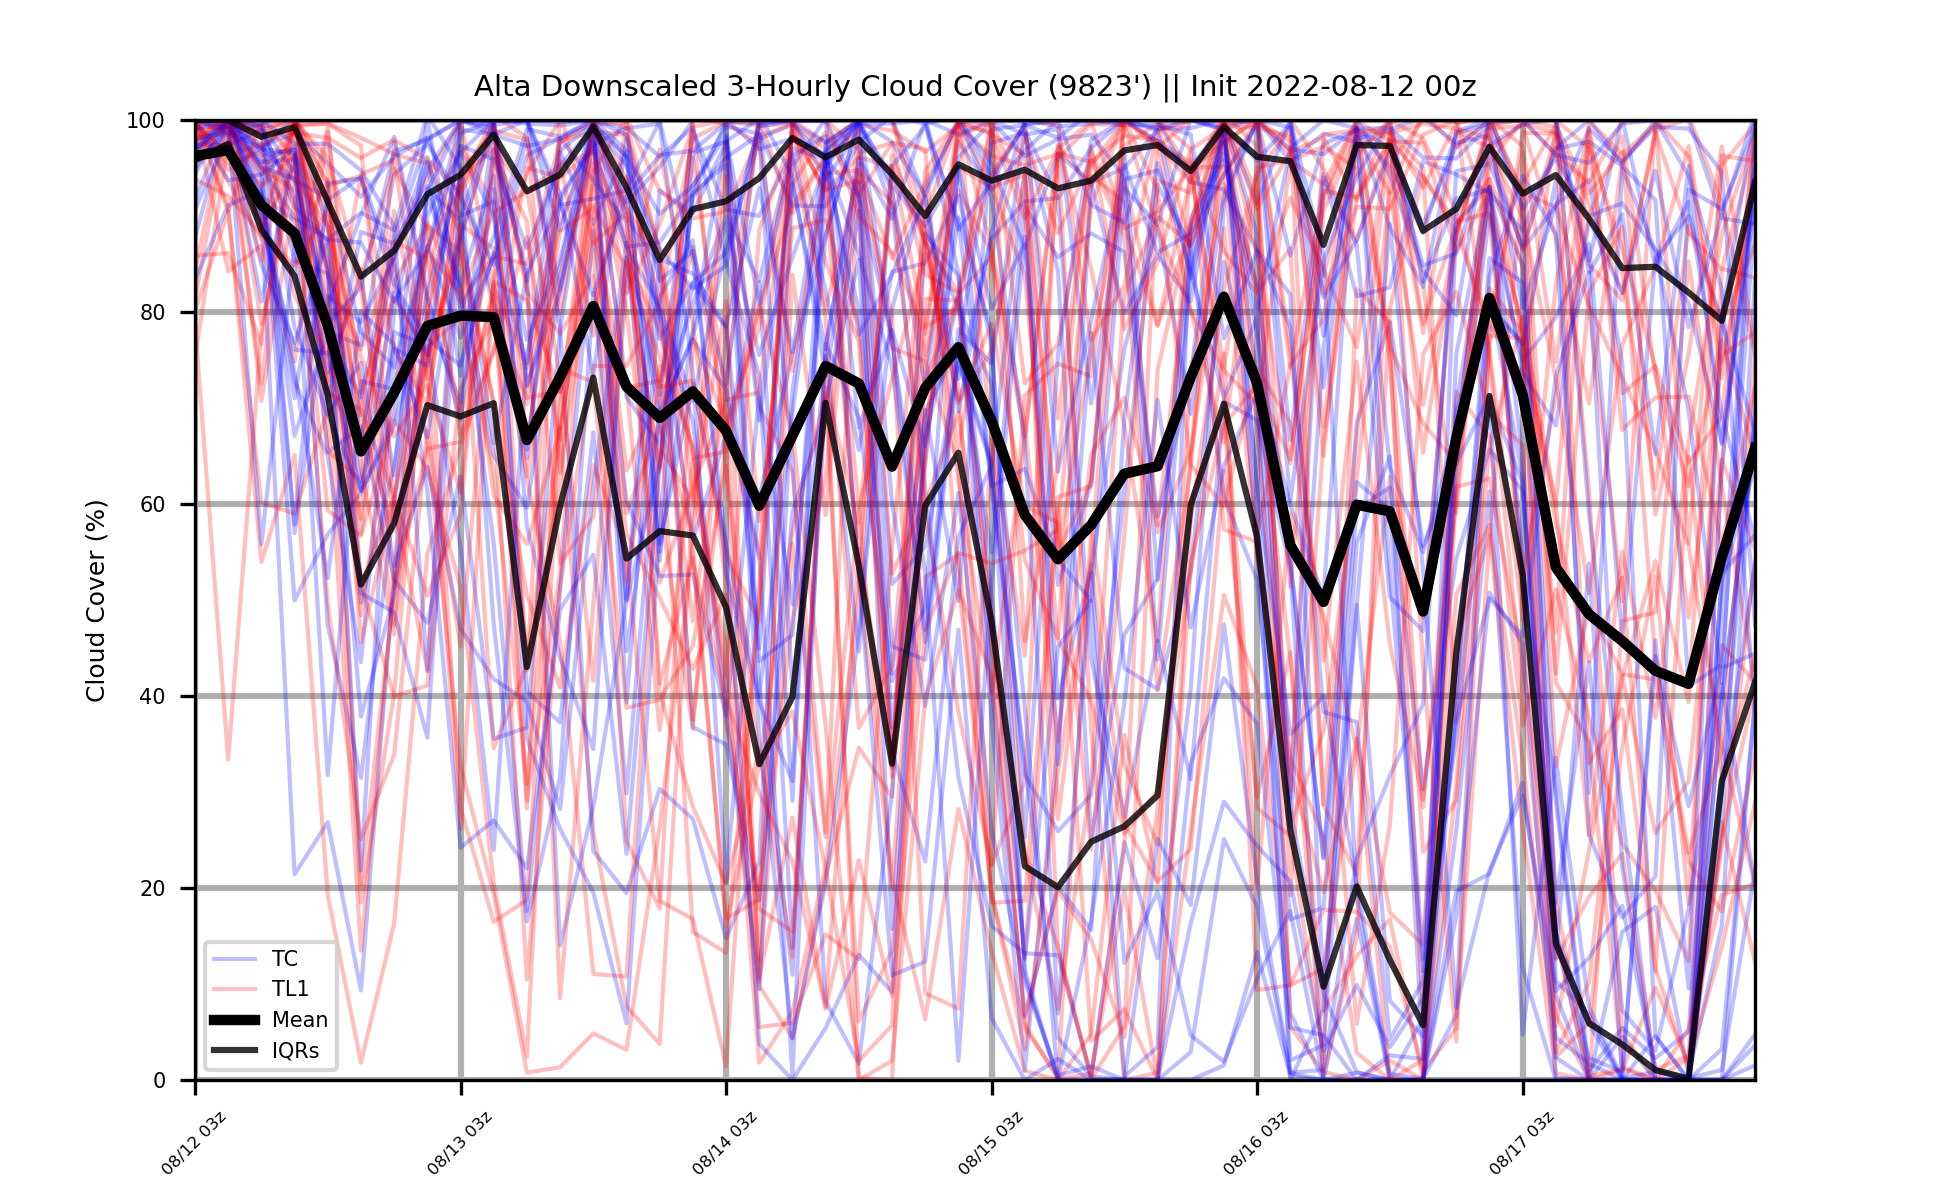 Alta Downscaled 3-Hourly Cloud Cover (9823') || Init 2022-08-12 00z
Cloud Cover (%)
100
80
60
40
20
0
TC
TL1
Mean
IQRs
08/12 03z
08/13 03z
08/14 03z
08/15 03z
08/16 03z
08/17 03z